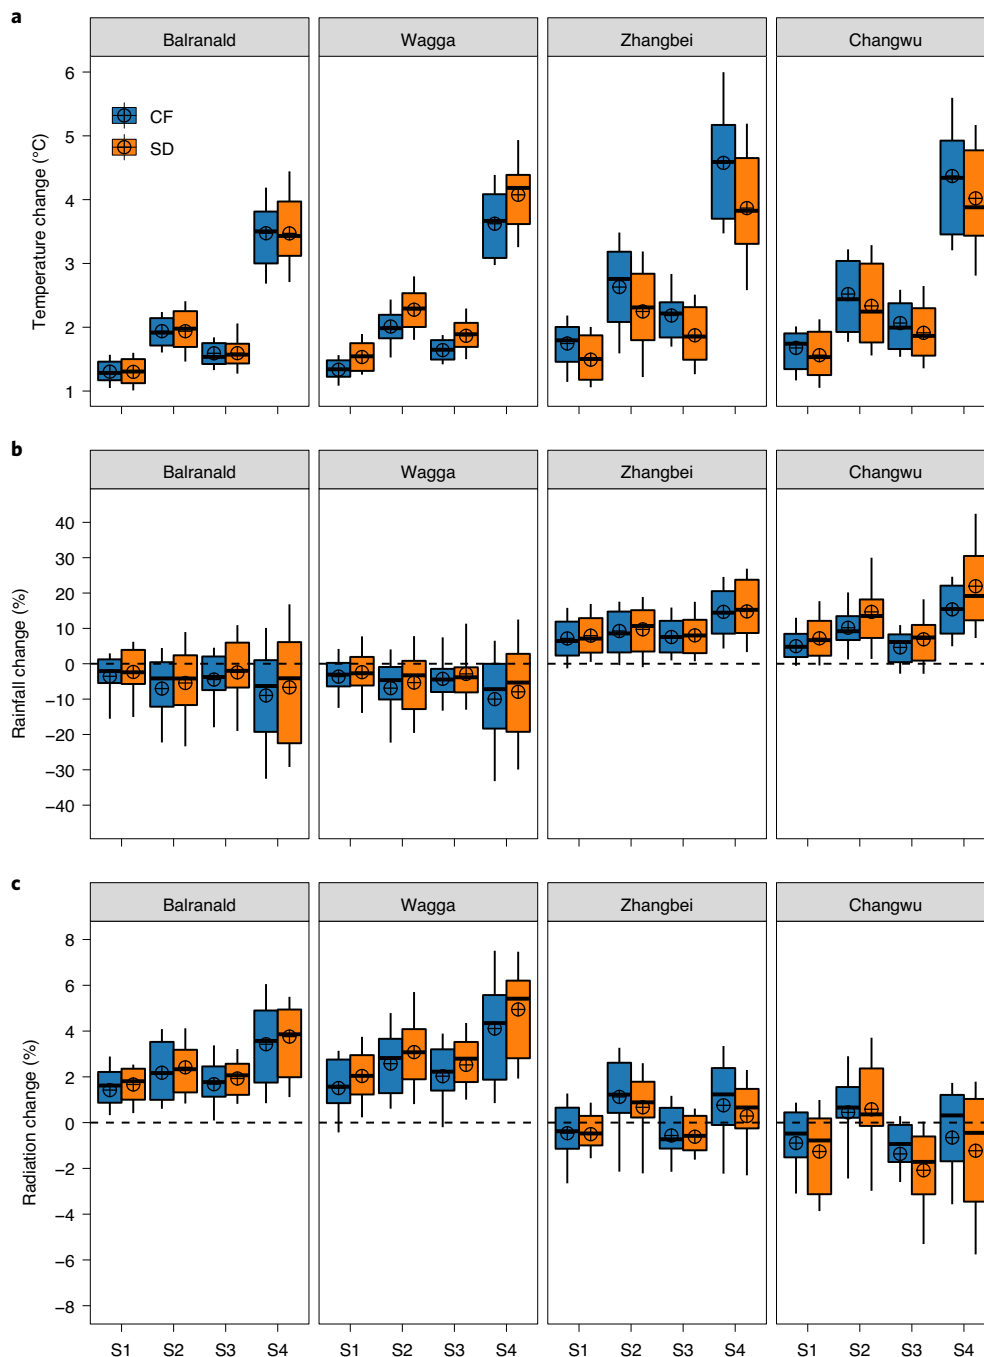 a
Balranald Wagga Zhangbei Changwu
Temperature change (°C)
6
5
4
3
2
1
CF
SD
b
Balranald Wagga Zhangbei Changwu
Rainfall change (%)
40
30
20
10
0
−10
−20
−30
−40
c
Balranald Wagga Zhangbei Changwu
Radiation change (%)
8
6
4
2
0
−2
−4
−6
−8
S1 S2 S3 S4 S1 S2 S3 S4 S1 S2 S3 S4 S1 S2 S3 S4